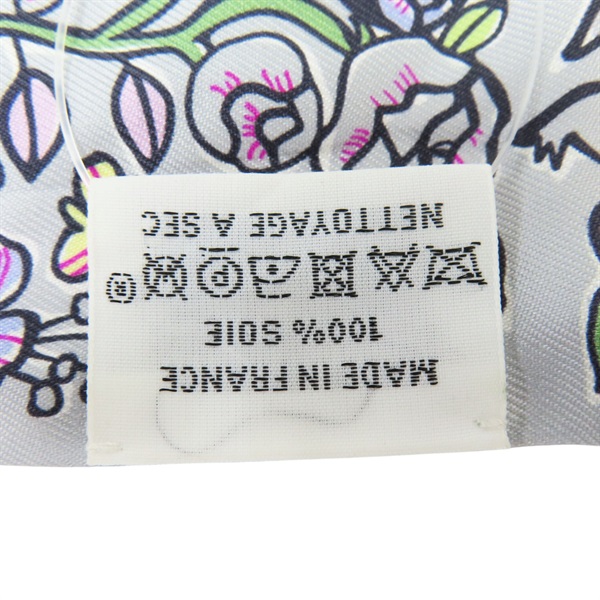 MADE IN FRANCE
100% SOIE
P W
NETTOYAGE A SEC